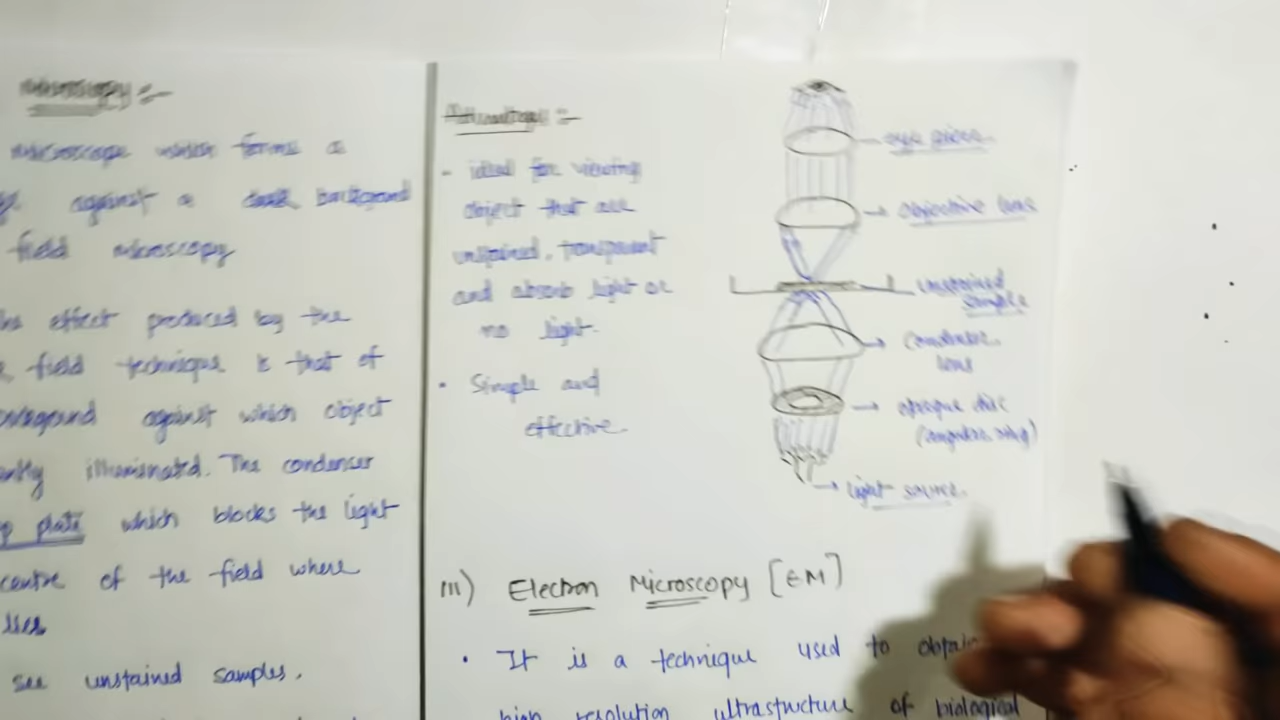 microscopy :-
microscope which forms a
against a dark background
field microscopy
effect produced by the
field technique is that of
against which object
illuminated. The condenser
plate which blocks the light
centre of the field where
see unstained samples.
Advantages :-
- ideal for viewing
object that are
unstained, transparent
and absorb light or
no light.
• Simple and
effective.
eye piece.
objective lens
unstained
sample
condenser
lens
opaque disc
light source.
III) Electron Microscopy [EM]
• It is a technique used to obtain
high resolution ultrastructure of biological